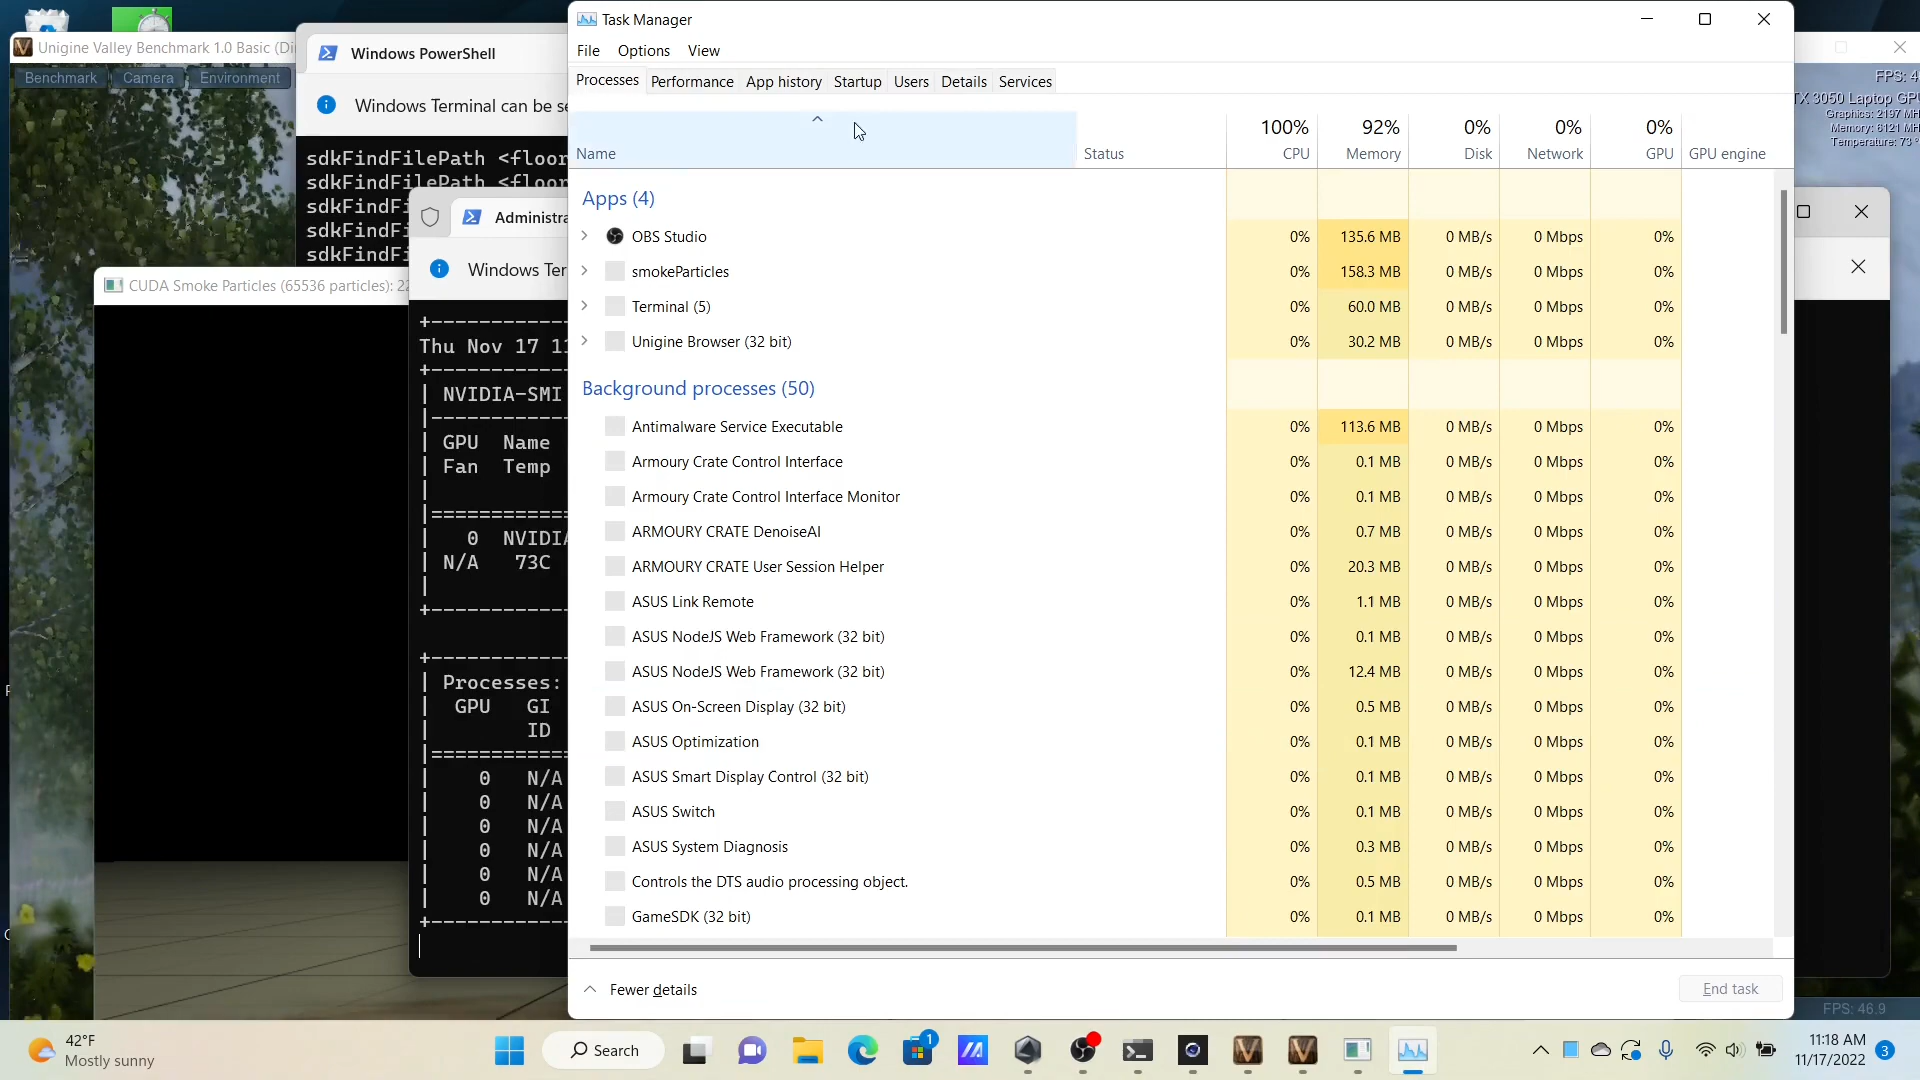 Unigine Valley Benchmark 1.0 Basic (Di
Benchmark
Camera
Environment
Windows PowerShell
Windows Terminal can be se
sdkFindFilePath <floor
sdkFindFilePath <floor
sdkFindFi
sdkFindFi
sdkFindFi
Administra
Windows Ter
CUDA Smoke Particles (65536 particles): 22
Thu Nov 17 11
NVIDIA-SMI
GPU Name
Fan Temp
0 NVIDIA
N/A 73C
Processes:
GPU GI
ID
0 N/A
0 N/A
0 N/A
0 N/A
0 N/A
0 N/A
Task Manager
File Options View
Processes Performance App history Startup Users Details Services
100% 92% 0% 0% 0%
Name Status CPU Memory Disk Network GPU GPU engine
Apps (4)
OBS Studio 0% 135.6 MB 0 MB/s 0 Mbps 0%
smokeParticles 0% 158.3 MB 0 MB/s 0 Mbps 0%
Terminal (5) 0% 60.0 MB 0 MB/s 0 Mbps 0%
Unigine Browser (32 bit) 0% 30.2 MB 0 MB/s 0 Mbps 0%
Background processes (50)
Antimalware Service Executable 0% 113.6 MB 0 MB/s 0 Mbps 0%
Armoury Crate Control Interface 0% 0.1 MB 0 MB/s 0 Mbps 0%
Armoury Crate Control Interface Monitor 0% 0.1 MB 0 MB/s 0 Mbps 0%
ARMOURY CRATE DenoiseAI 0% 0.7 MB 0 MB/s 0 Mbps 0%
ARMOURY CRATE User Session Helper 0% 20.3 MB 0 MB/s 0 Mbps 0%
ASUS Link Remote 0% 1.1 MB 0 MB/s 0 Mbps 0%
ASUS NodeJS Web Framework (32 bit) 0% 0.1 MB 0 MB/s 0 Mbps 0%
ASUS NodeJS Web Framework (32 bit) 0% 12.4 MB 0 MB/s 0 Mbps 0%
ASUS On-Screen Display (32 bit) 0% 0.5 MB 0 MB/s 0 Mbps 0%
ASUS Optimization 0% 0.1 MB 0 MB/s 0 Mbps 0%
ASUS Smart Display Control (32 bit) 0% 0.1 MB 0 MB/s 0 Mbps 0%
ASUS Switch 0% 0.1 MB 0 MB/s 0 Mbps 0%
ASUS System Diagnosis 0% 0.3 MB 0 MB/s 0 Mbps 0%
Controls the DTS audio processing object. 0% 0.5 MB 0 MB/s 0 Mbps 0%
GameSDK (32 bit) 0% 0.1 MB 0 MB/s 0 Mbps 0%
Fewer details
End task
FPS: 4
TX 3050 Laptop GPU
Graphics: 2197 MH
Memory: 6121 MH
Temperature: 73 °
FPS: 46.9
42°F
Mostly sunny
Search
1
11:18 AM
11/17/2022
3